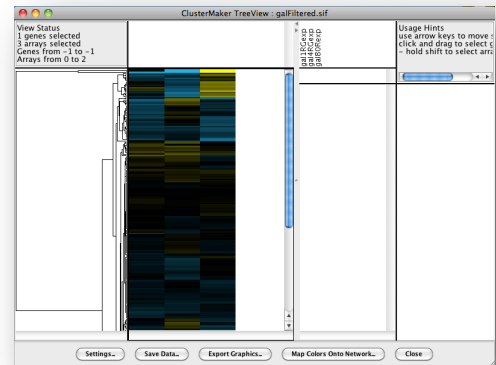 ClusterMaker TreeView : galFiltered.sif
View Status
1 genes selected
3 arrays selected
Genes from -1 to -1
Arrays from 0 to 2
gal1RGexp
gal4RGexp
gal80Rexp
Usage Hints
use arrow keys to move s
click and drag to select g
- hold shift to select arra
Settings...
Save Data...
Export Graphics...
Map Colors Onto Network...
Close